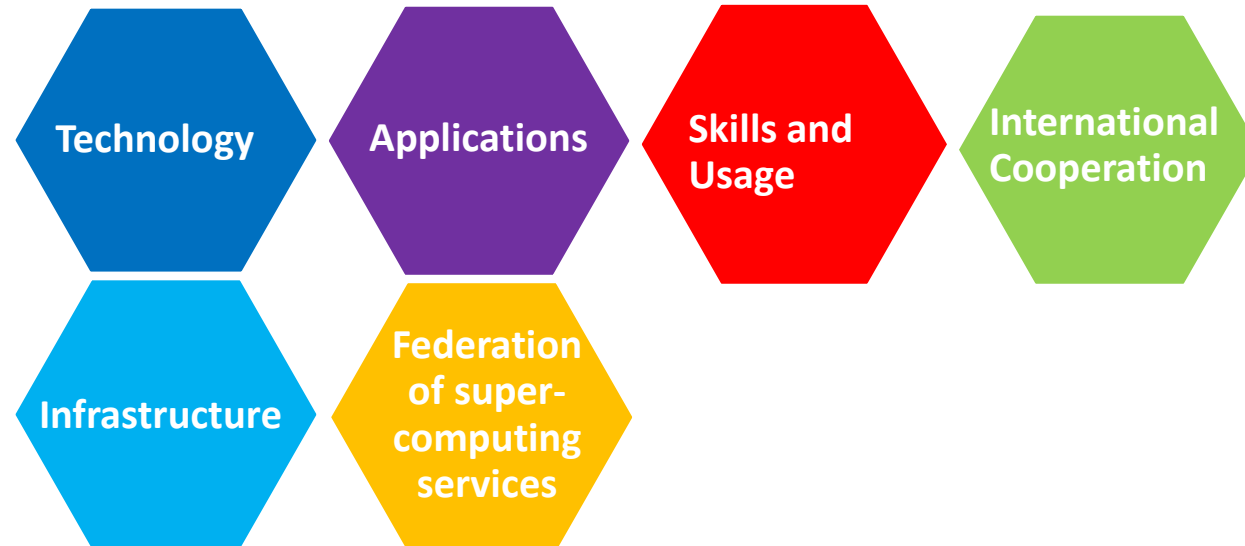 Technology
Applications
Skills and
Usage
International
Cooperation
Infrastructure
Federation
of super-
computing
services